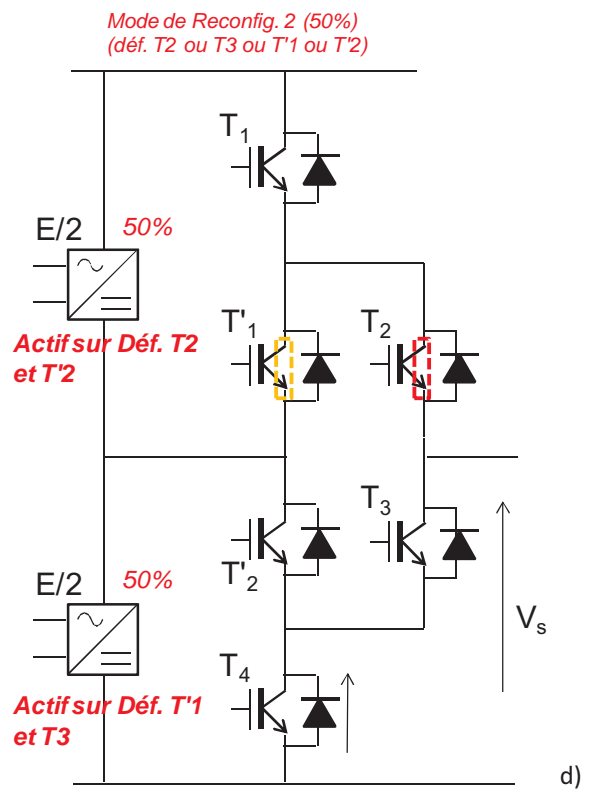 Mode de Reconfig. 2 (50%)
(déf. T2 ou T3 ou T'1 ou T'2)
T1
E/2 50%
Actif sur Déf. T2
et T'2
T'1
T2
T3
T'2
E/2 50%
Vs
T4
Actif sur Déf. T'1
et T3
d)